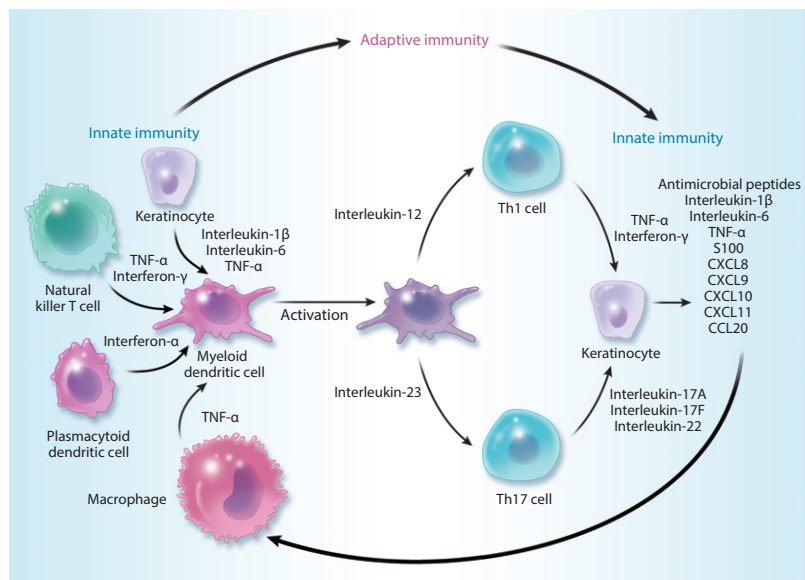 Adaptive immunity
Innate immunity
Innate immunity
Keratinocyte
Interleukin-1β
Interleukin-6
TNF-α
TNF-α
Interferon-γ
Natural
killer T cell
Interferon-α
Myeloid
dendritic cell
Plasmacytoid
dendritic cell
TNF-α
Macrophage
Activation
Interleukin-12
Interleukin-23
Th1 cell
Th17 cell
TNF-α
Interferon-γ
Keratinocyte
Interleukin-17A
Interleukin-17F
Interleukin-22
Antimicrobial peptides
Interleukin-1β
Interleukin-6
TNF-α
S100
CXCL8
CXCL9
CXCL10
CXCL11
CCL20